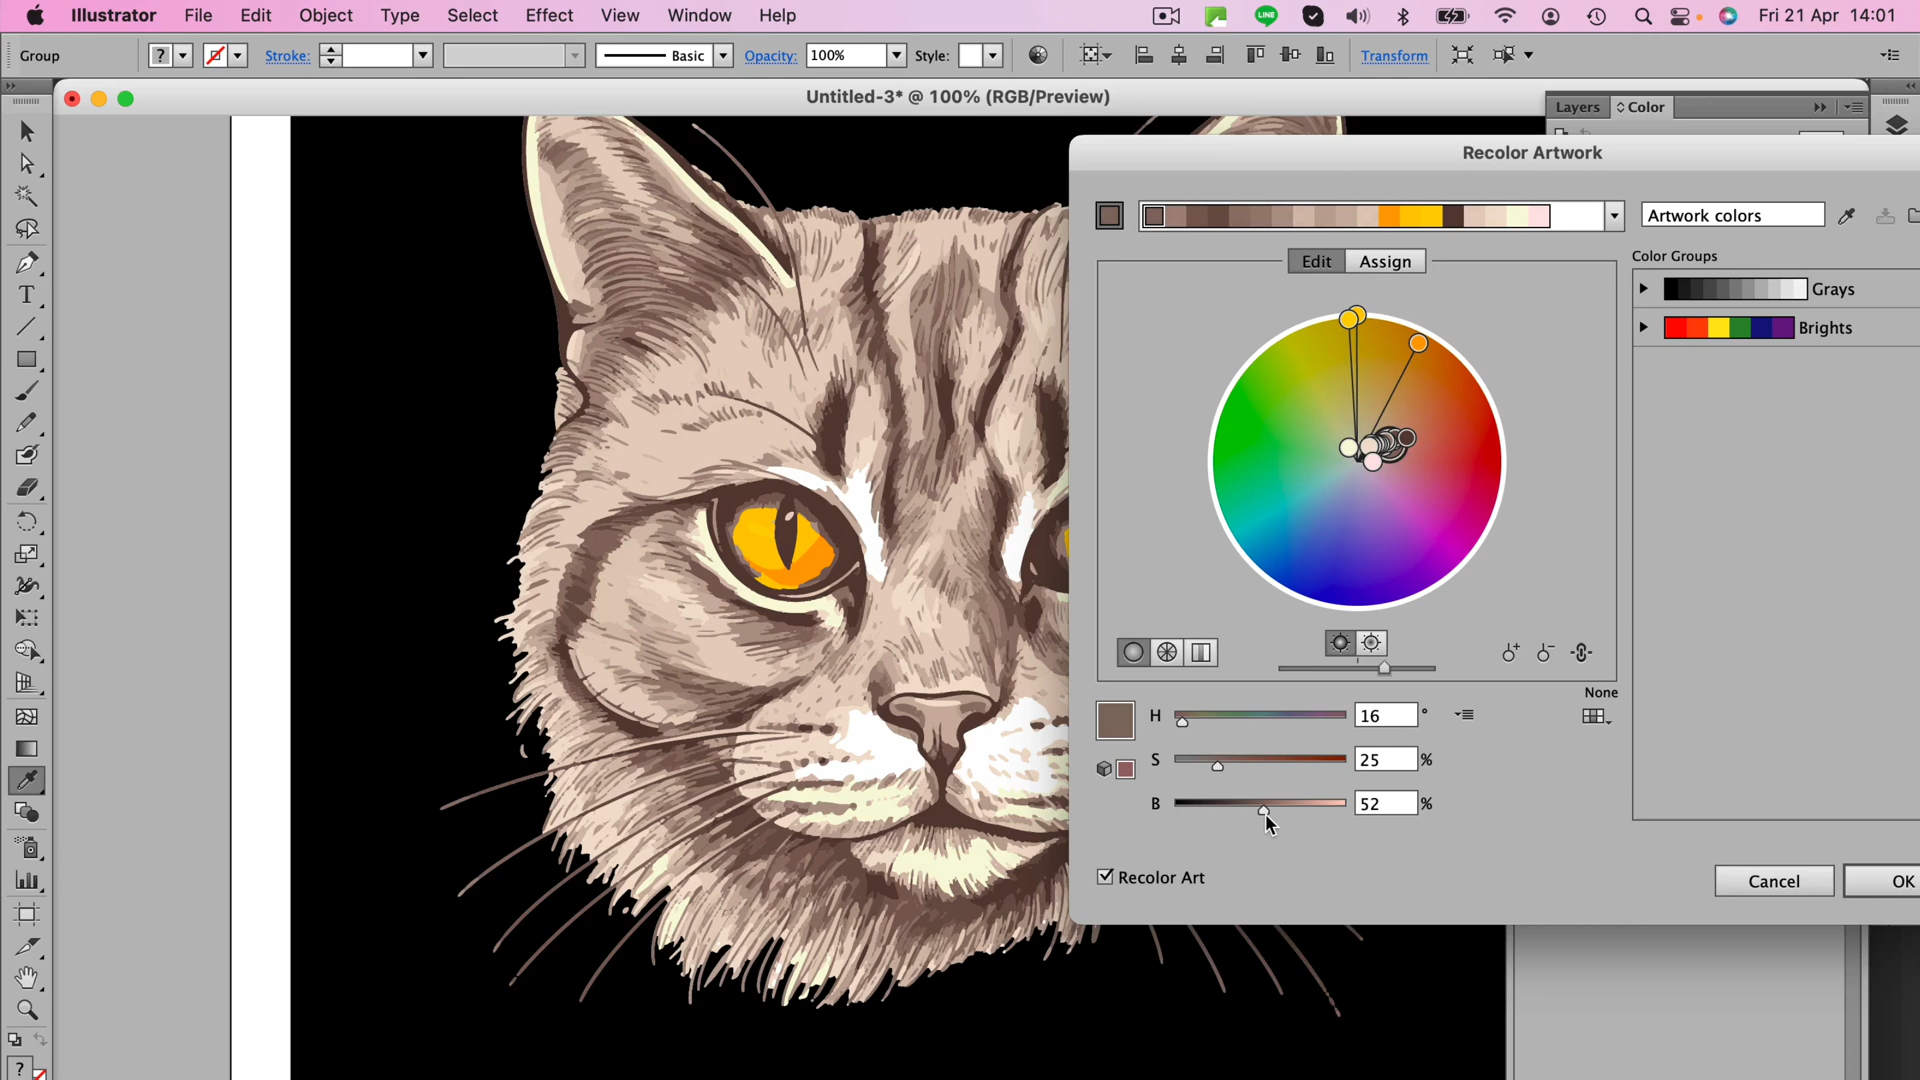 Illustrator File Edit Object Type Select Effect View Window Help LINE Fri 21 Apr 14:01
Group ? Stroke: Basic Opacity: 100% Style: Transform
Untitled-3* @ 100% (RGB/Preview)
Layers Color
Recolor Artwork
Artwork colors
Edit Assign
Color Groups
Grays
Brights
None
H 16 °
S 25 %
B 52 %
Recolor Art
Cancel OK
T
?